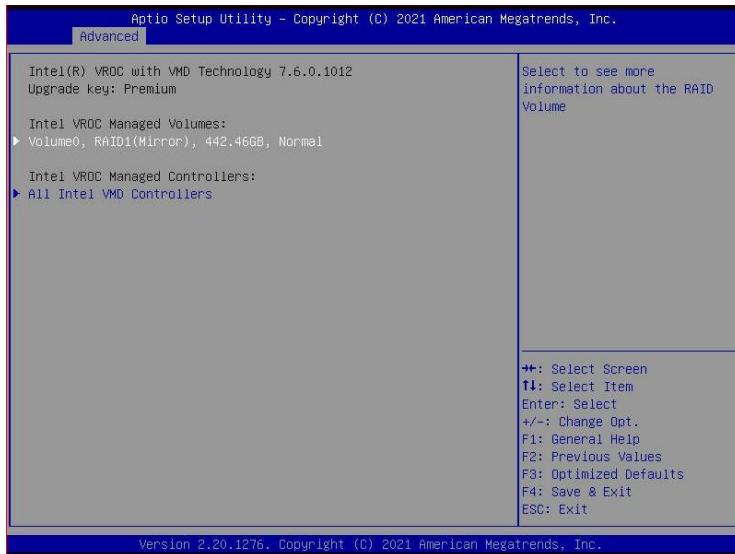 Aptio Setup Utility – Copyright (C) 2021 American Megatrends, Inc.
Advanced
Intel(R) VROC with VMD Technology 7.6.0.1012
Upgrade key: Premium
Intel VROC Managed Volumes:
Volume0, RAID1(Mirror), 442.46GB, Normal
Intel VROC Managed Controllers:
All Intel VMD Controllers
Select to see more
information about the RAID
Volume
→←: Select Screen
↑↓: Select Item
Enter: Select
+/-: Change Opt.
F1: General Help
F2: Previous Values
F3: Optimized Defaults
F4: Save & Exit
ESC: Exit
Version 2.20.1276. Copyright (C) 2021 American Megatrends, Inc.